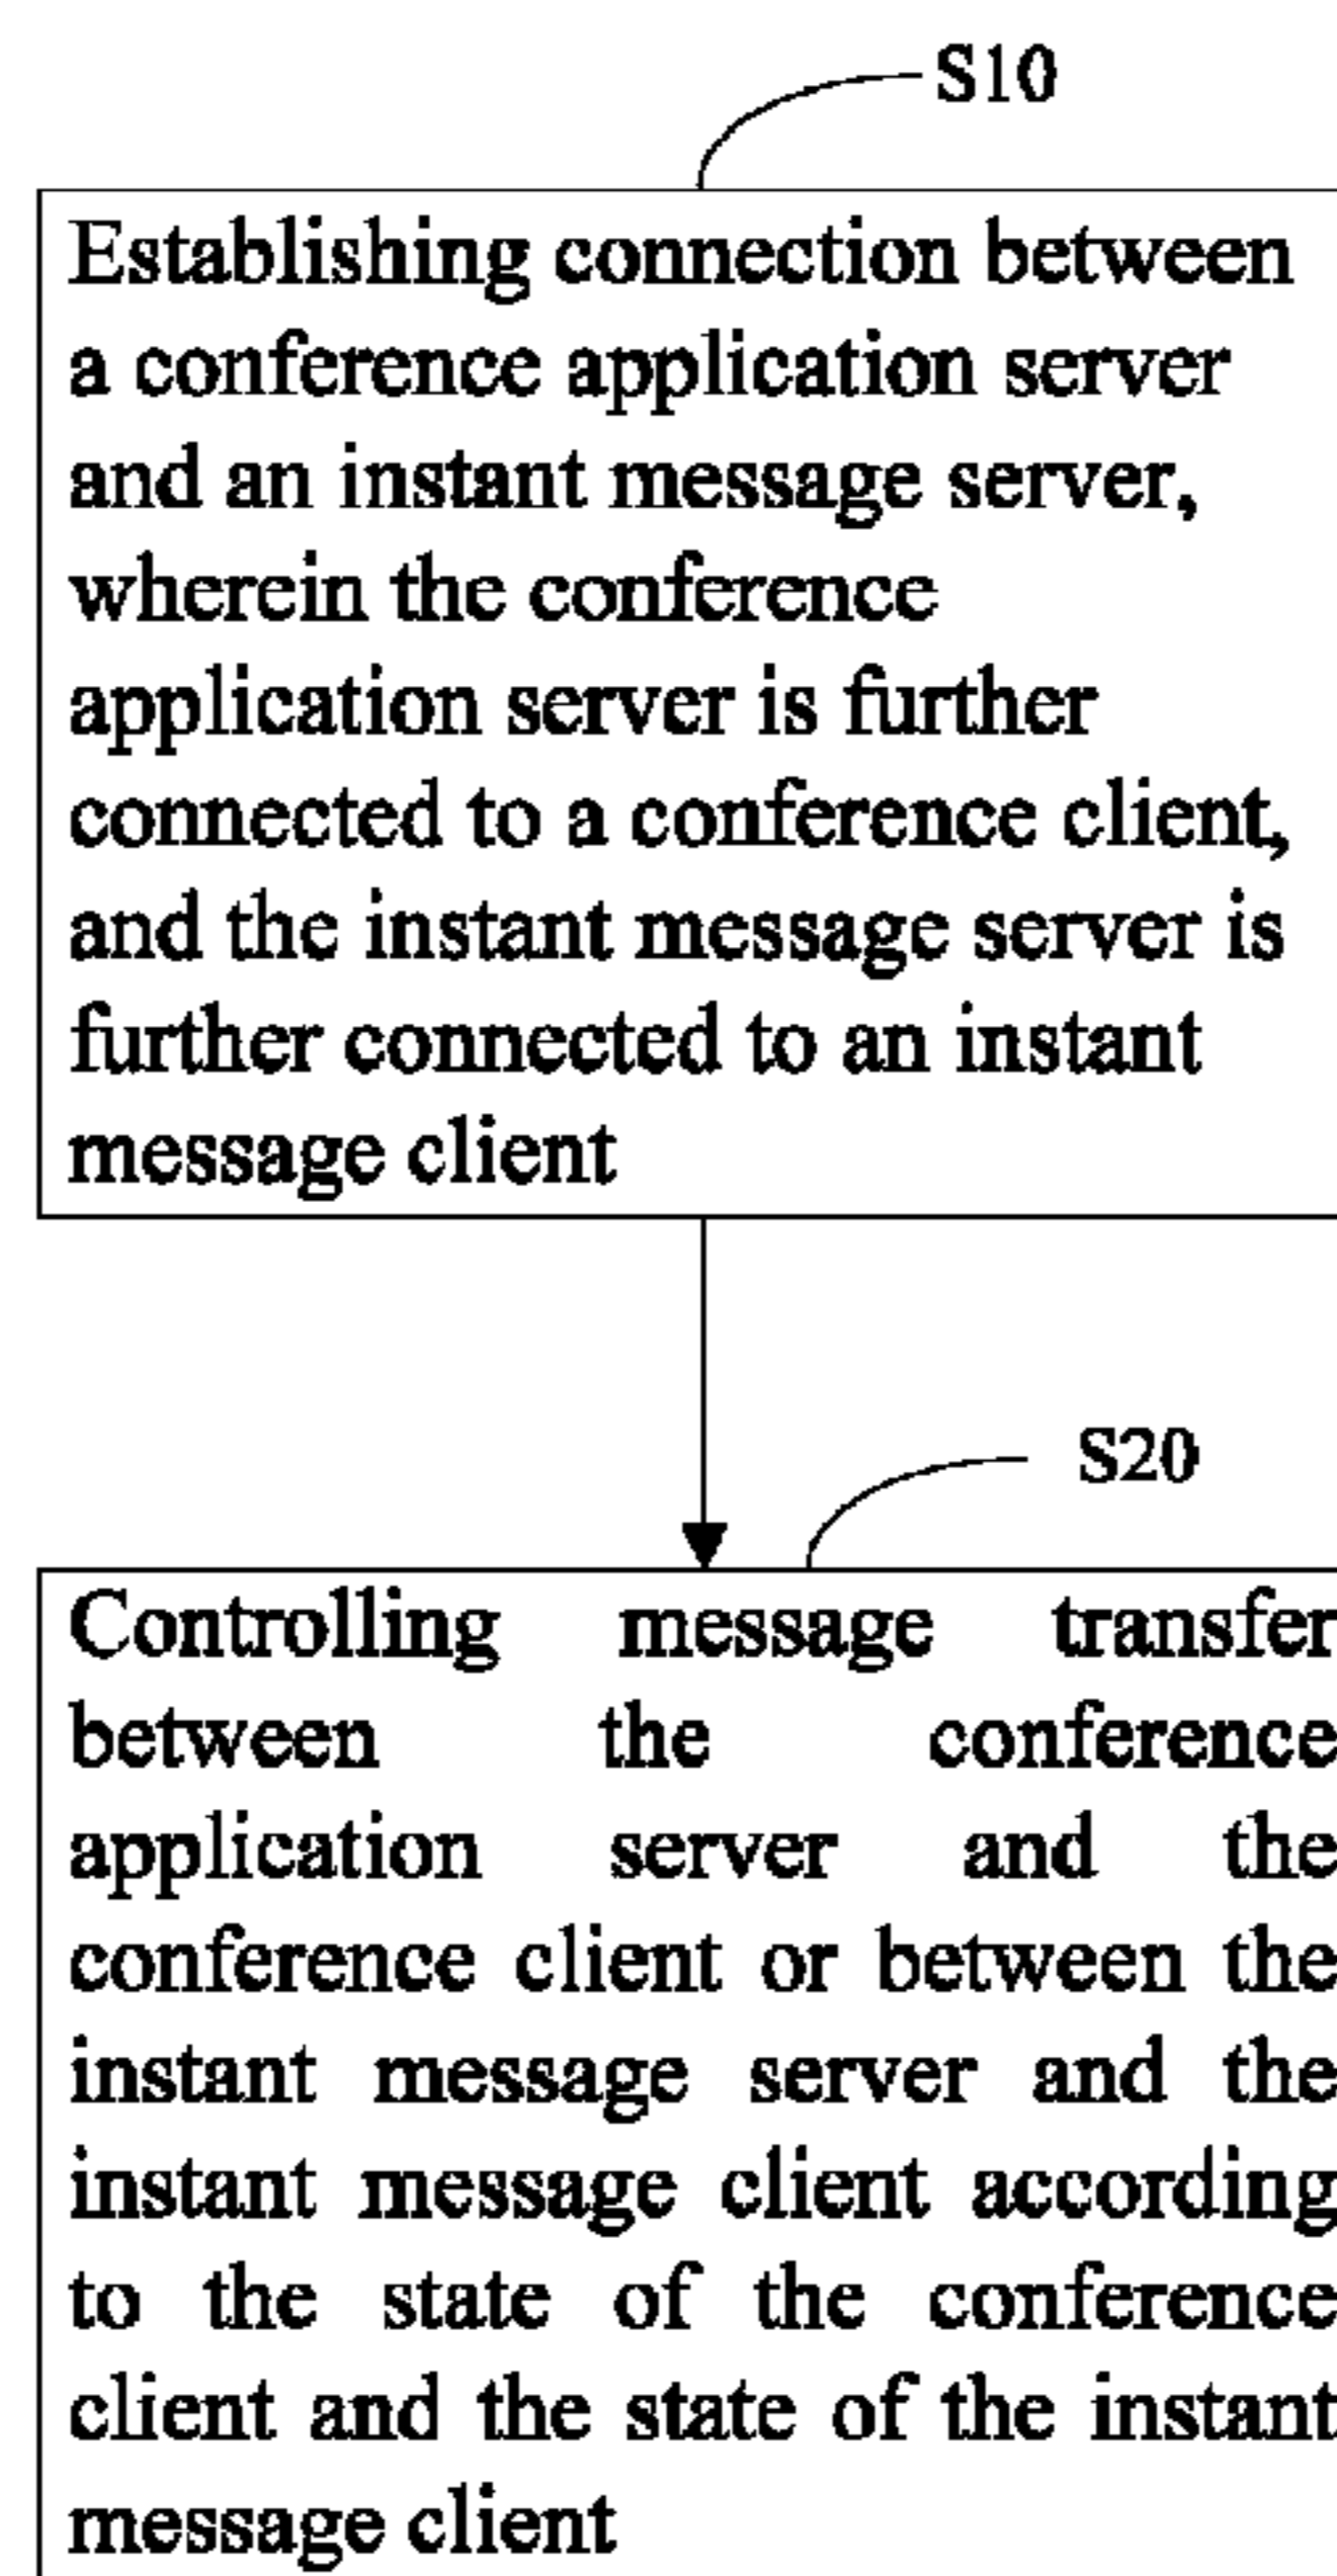 S10
Establishing connection between
a conference application server
and an instant message server,
wherein the conference
application server is further
connected to a conference client,
and the instant message server is
further connected to an instant
message client
S20
Controlling message transfer
between the conference
application server and the
conference client or between the
instant message server and the
instant message client according
to the state of the conference
client and the state of the instant
message client